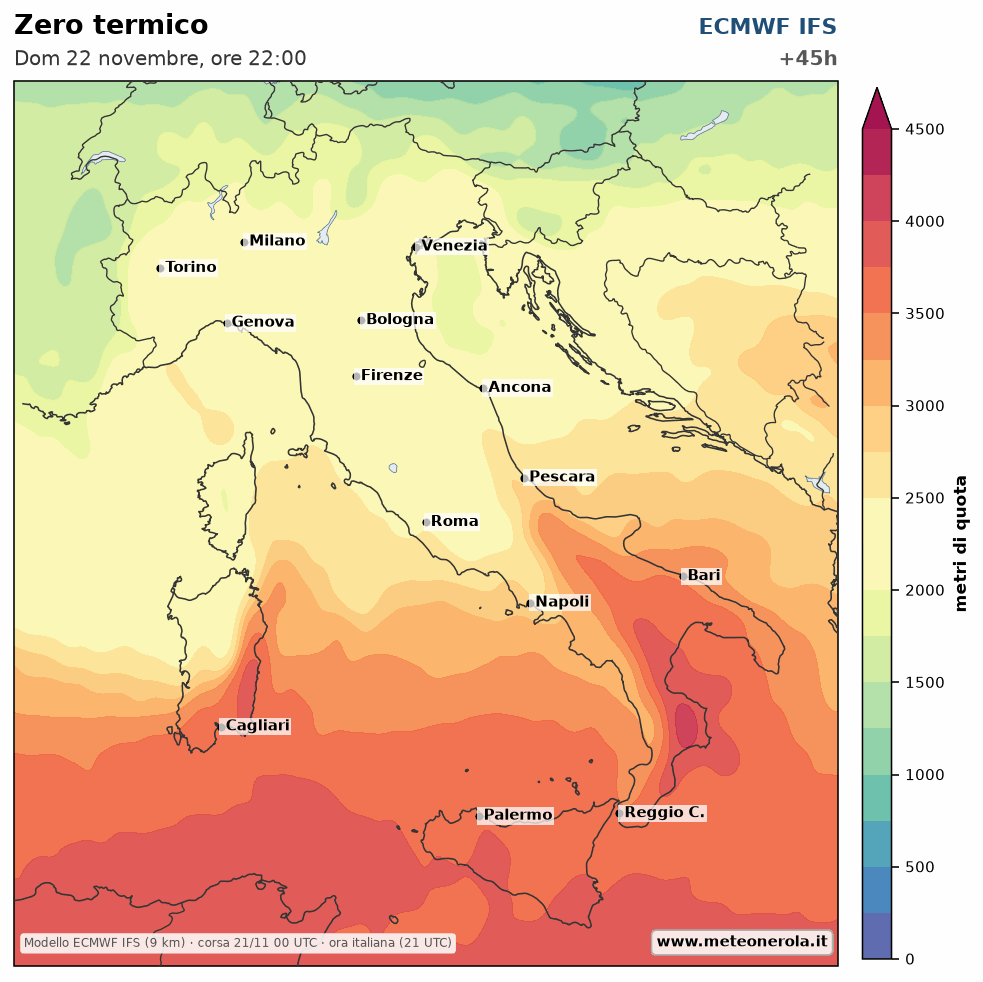 Zero termico
ECMWF IFS
Dom 22 novembre, ore 22:00
+45h
Milano
Venezia
Torino
Genova
Bologna
Firenze
Ancona
Pescara
Roma
Bari
Napoli
Cagliari
Palermo
Reggio C.
4500
4000
3500
3000
2500
2000
1500
1000
500
0
metri di quota
Modello ECMWF IFS (9 km) · corsa 21/11 00 UTC · ora italiana (21 UTC)
www.meteonerola.it